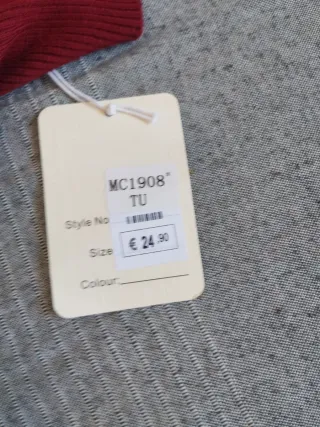 MC1908"
TU
Style No
Size
€ 24.90
Colour: